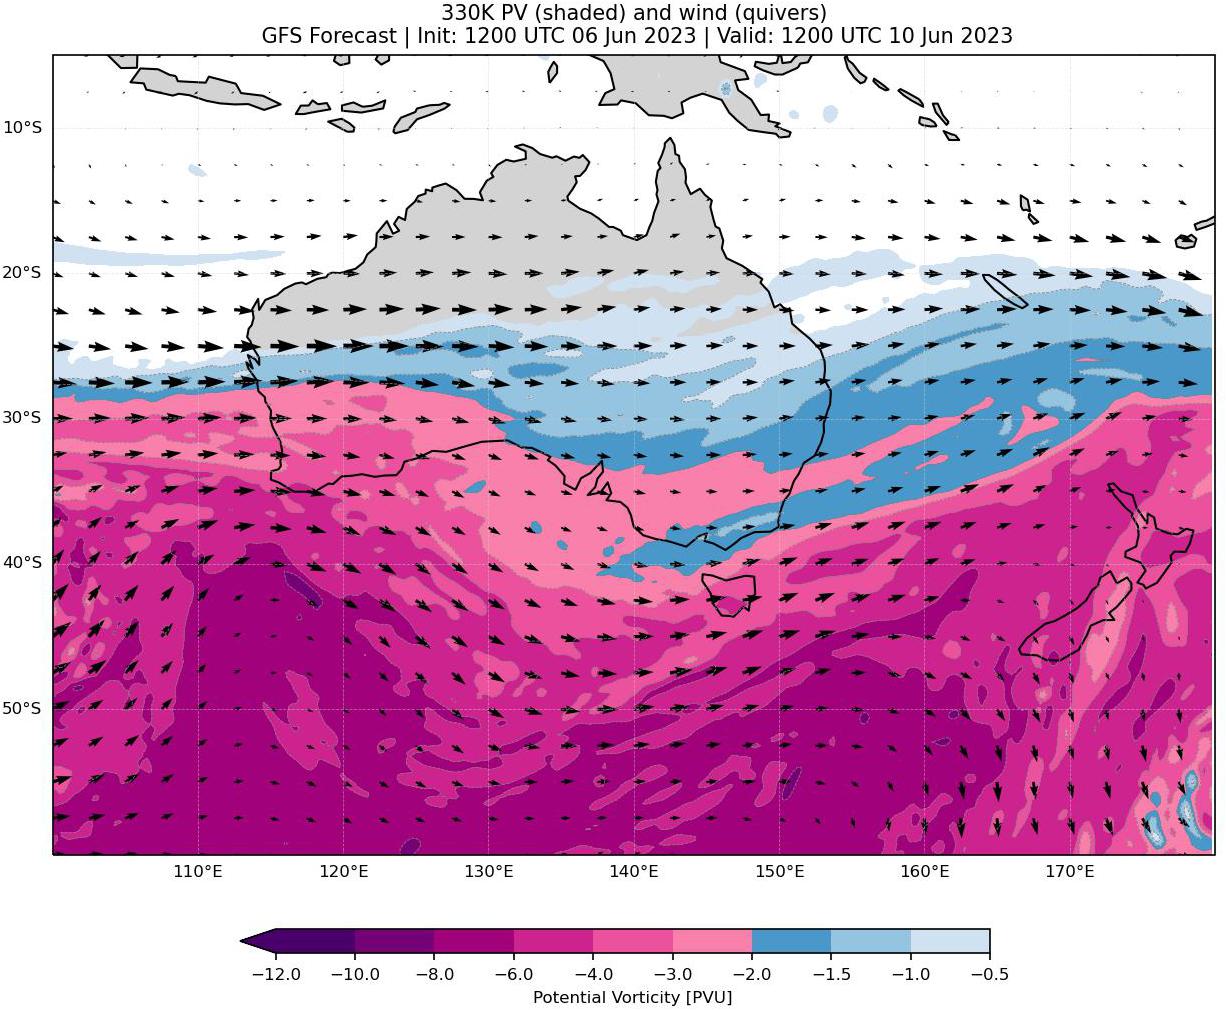 330K PV (shaded) and wind (quivers)
GFS Forecast | Init: 1200 UTC 06 Jun 2023 | Valid: 1200 UTC 10 Jun 2023
10°S
20°S
30°S
40°S
50°S
110°E 120°E 130°E 140°E 150°E 160°E 170°E
−12.0 −10.0 −8.0 −6.0 −4.0 −3.0 −2.0 −1.5 −1.0 −0.5
Potential Vorticity [PVU]